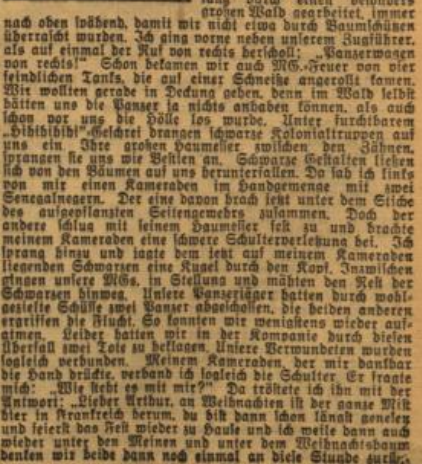 lang durch einen besonders
großen Wald gearbeitet, immer
nach oben spähend, damit wir nicht etwa durch Baumschützen
überrascht wurden. Ich ging vorne neben unserem Zugführer,
als auf einmal der Ruf von rechts erscholl: „Panzerwagen
von rechts!" Schon bekamen wir auch MG.-Feuer von vier
feindlichen Tanks, die auf einer Schneise angerollt kamen.
Wir wollten gerade in Deckung gehen, denn im Wald selbst
hätten uns die Panzer ja nichts anhaben können, als auch
schon vor uns die Hölle los wurde. Unter furchtbarem
„Hihihihihi"-Geschrei drangen schwarze Kolonialtruppen auf
uns ein. Ihre großen Haumesser zwischen den Zähnen,
sprangen sie uns wie Bestien an. Schwarze Gestalten ließen
sich von den Bäumen auf uns herunterfallen. Da sah ich links
von mir einen Kameraden im Handgemenge mit zwei
Senegalnegern. Der eine davon brach jetzt unter dem Stiche
des aufgepflanzten Seitengewehrs zusammen. Doch der
andere schlug mit seinem Haumesser fest zu und brachte
meinem Kameraden eine schwere Schulterverletzung bei. Ich
sprang hinzu und jagte dem jetzt auf meinem Kameraden
liegenden Schwarzen eine Kugel durch den Kopf. Inzwischen
gingen unsere MGs. in Stellung und mähten den Rest der
Schwarzen hinweg. Unsere Panzerjäger hatten durch wohl-
gezielte Schüsse zwei Panzer abgeschossen, die beiden anderen
ergriffen die Flucht. So konnten wir wenigstens wieder auf-
atmen. Leider hatten wir in der Kompanie durch diesen
Überfall zwei Tote zu beklagen. Unsere Verwundeten wurden
sogleich verbunden. Meinem Kameraden, der mir dankbar
die Hand drückte, verband ich sogleich die Schulter. Er fragte
mich: „Wie steht es mit mir?" Da tröstete ich ihn mit der
Antwort: „Lieber Arthur, an Weihnachten ist der ganze Mist
hier in Frankreich herum, du bist dann schon längst genesen
und feierst das Fest wieder zu Hause und ich weile dann auch
wieder unter den Meinen und unter dem Weihnachtsbaum
denken wir beide dann noch einmal an diese Stunde zurück.